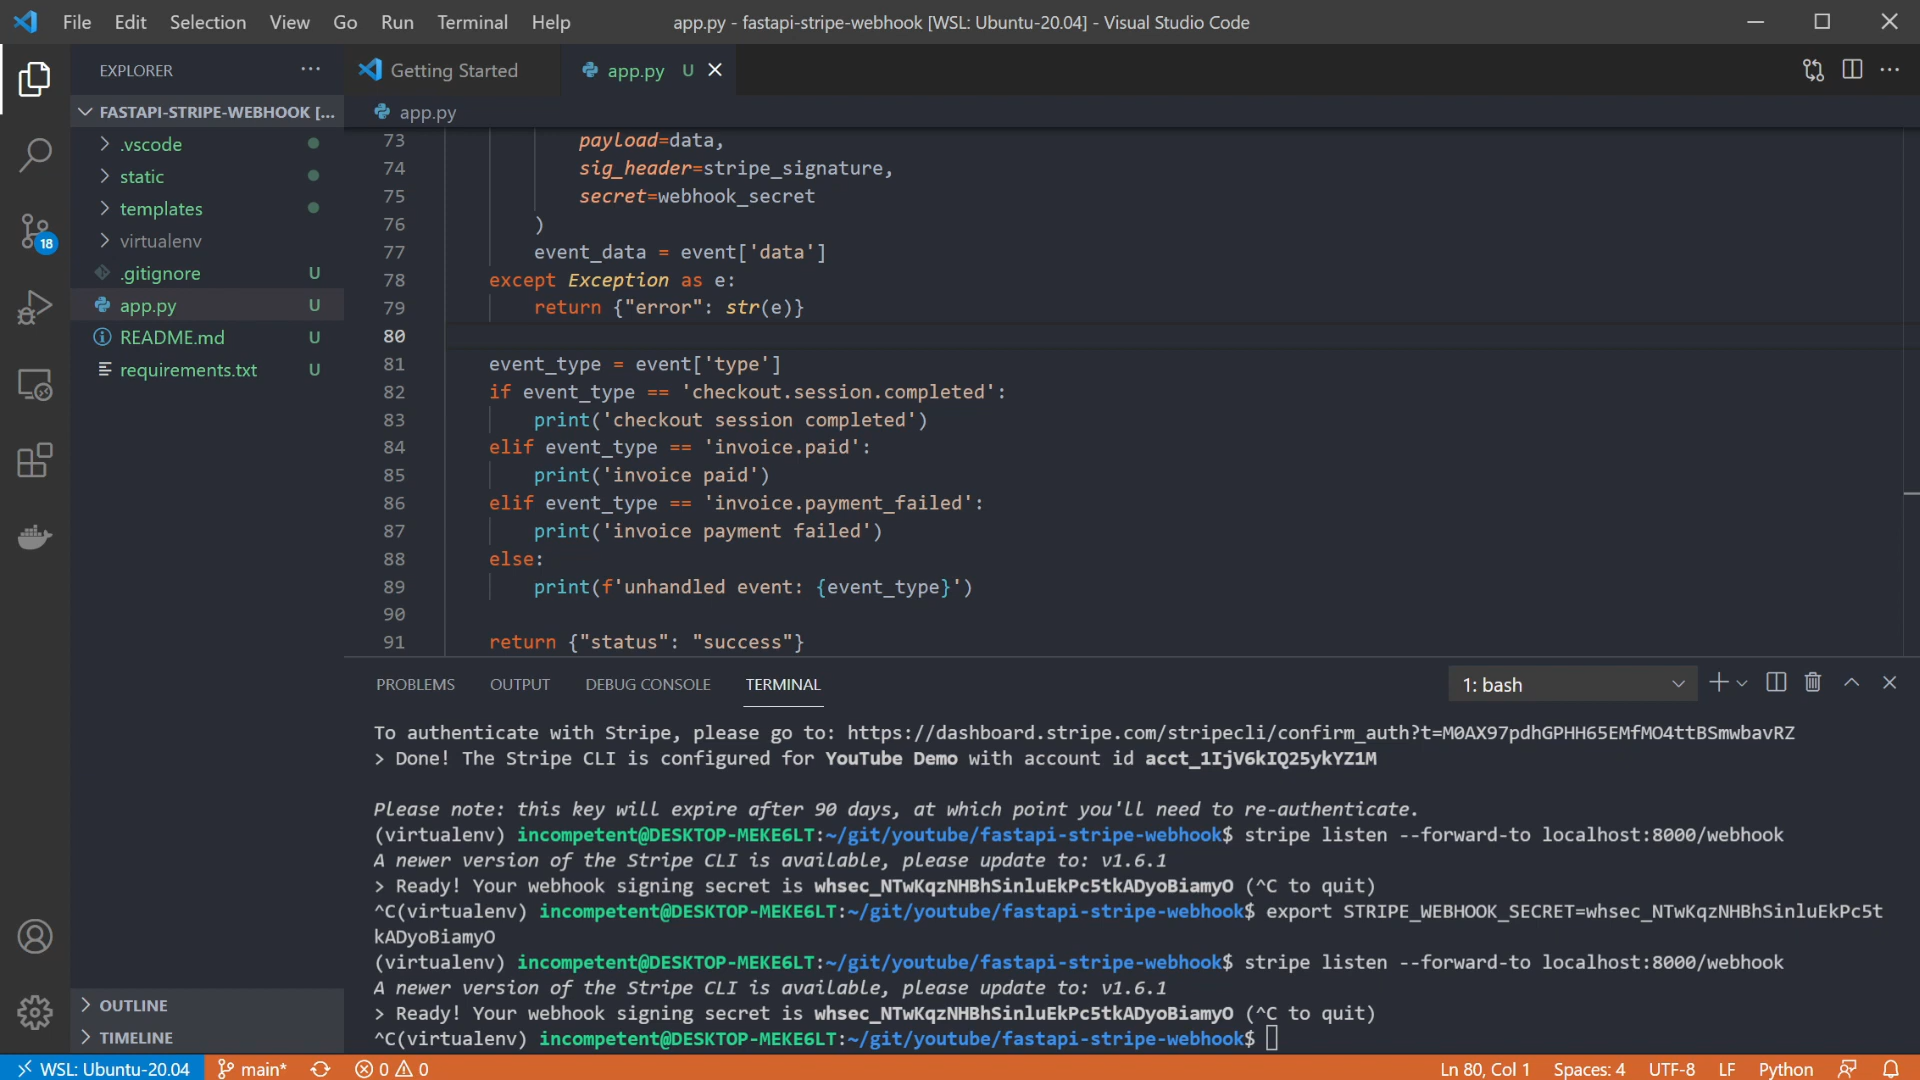 File Edit Selection View Go Run Terminal Help
app.py - fastapi-stripe-webhook [WSL: Ubuntu-20.04] - Visual Studio Code
EXPLORER
Getting Started
app.py U
FASTAPI-STRIPE-WEBHOOK [...
.vscode
static
templates
virtualenv
.gitignore U
app.py U
README.md U
requirements.txt U
18
OUTLINE
TIMELINE
app.py
73 payload=data,
74 sig_header=stripe_signature,
75 secret=webhook_secret
76 )
77 event_data = event['data']
78 except Exception as e:
79 return {"error": str(e)}
80
81 event_type = event['type']
82 if event_type == 'checkout.session.completed':
83 print('checkout session completed')
84 elif event_type == 'invoice.paid':
85 print('invoice paid')
86 elif event_type == 'invoice.payment_failed':
87 print('invoice payment failed')
88 else:
89 print(f'unhandled event: {event_type}')
90
91 return {"status": "success"}
PROBLEMS OUTPUT DEBUG CONSOLE TERMINAL
1: bash
To authenticate with Stripe, please go to: https://dashboard.stripe.com/stripecli/confirm_auth?t=M0AX97pdhGPHH65EMfMO4ttBSmwbavRZ
> Done! The Stripe CLI is configured for YouTube Demo with account id acct_1IjV6kIQ25ykYZ1M
Please note: this key will expire after 90 days, at which point you'll need to re-authenticate.
(virtualenv) incompetent@DESKTOP-MEKE6LT:~/git/youtube/fastapi-stripe-webhook$ stripe listen --forward-to localhost:8000/webhook
A newer version of the Stripe CLI is available, please update to: v1.6.1
> Ready! Your webhook signing secret is whsec_NTwKqzNHBhSinluEkPc5tkADyoBiamyO (^C to quit)
^C(virtualenv) incompetent@DESKTOP-MEKE6LT:~/git/youtube/fastapi-stripe-webhook$ export STRIPE_WEBHOOK_SECRET=whsec_NTwKqzNHBhSinluEkPc5t
kADyoBiamyO
(virtualenv) incompetent@DESKTOP-MEKE6LT:~/git/youtube/fastapi-stripe-webhook$ stripe listen --forward-to localhost:8000/webhook
A newer version of the Stripe CLI is available, please update to: v1.6.1
> Ready! Your webhook signing secret is whsec_NTwKqzNHBhSinluEkPc5tkADyoBiamyO (^C to quit)
^C(virtualenv) incompetent@DESKTOP-MEKE6LT:~/git/youtube/fastapi-stripe-webhook$
WSL: Ubuntu-20.04 main* 0 0 Ln 80, Col 1 Spaces: 4 UTF-8 LF Python